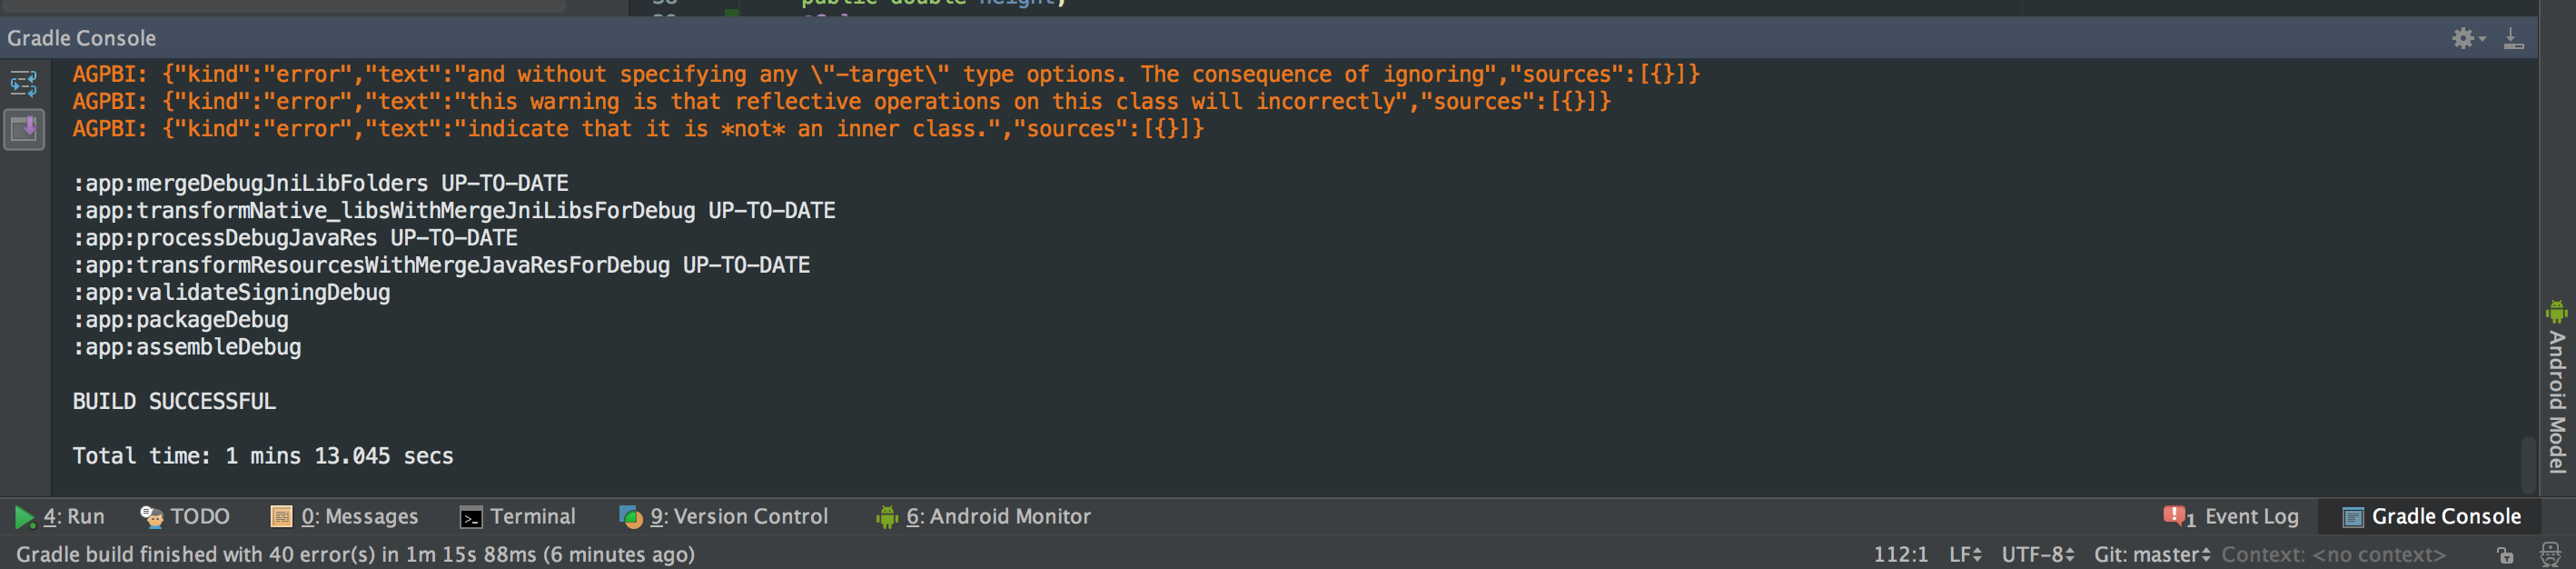 public double height;
Gradle Console
AGPBI: {"kind":"error","text":"and without specifying any \"-target\" type options. The consequence of ignoring","sources":[{}]}
AGPBI: {"kind":"error","text":"this warning is that reflective operations on this class will incorrectly","sources":[{}]}
AGPBI: {"kind":"error","text":"indicate that it is *not* an inner class.","sources":[{}]}
:app:mergeDebugJniLibFolders UP-TO-DATE
:app:transformNative_libsWithMergeJniLibsForDebug UP-TO-DATE
:app:processDebugJavaRes UP-TO-DATE
:app:transformResourcesWithMergeJavaResForDebug UP-TO-DATE
:app:validateSigningDebug
:app:packageDebug
:app:assembleDebug
BUILD SUCCESSFUL
Total time: 1 mins 13.045 secs
Android Model
4: Run TODO 0: Messages Terminal 9: Version Control 6: Android Monitor 1 Event Log Gradle Console
Gradle build finished with 40 error(s) in 1m 15s 88ms (6 minutes ago) 112:1 LF UTF-8 Git: master Context: <no context>